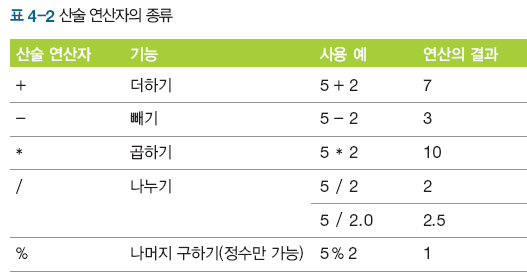 표 4-2 산술 연산자의 종류
산술 연산자 기능 사용 예 연산의 결과
+ 더하기 5 + 2 7
- 빼기 5 - 2 3
* 곱하기 5 * 2 10
/ 나누기 5 / 2 2
5 / 2.0 2.5
% 나머지 구하기(정수만 가능) 5 % 2 1